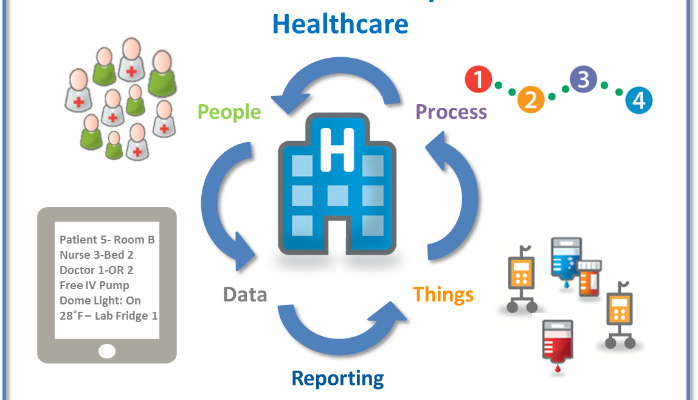 Healthcare
1
2
3
4
People
Process
H
Patient 5- Room B
Nurse 3-Bed 2
Doctor 1-OR 2
Free IV Pump
Dome Light: On
28˚F – Lab Fridge 1
Data
Things
Reporting